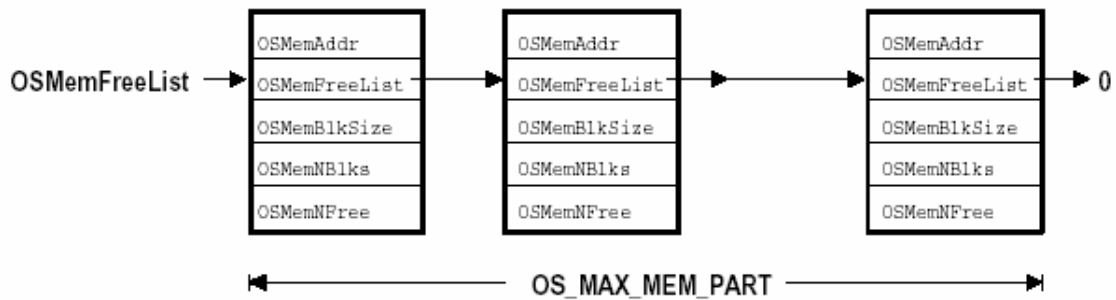 OSMemAddr OSMemAddr OSMemAddr
OSMemFreeList OSMemFreeList OSMemFreeList OSMemFreeList 0
OSMemBlkSize OSMemBlkSize OSMemBlkSize
OSMemNBlks OSMemNBlks OSMemNBlks
OSMemNFree OSMemNFree OSMemNFree
OS_MAX_MEM_PART